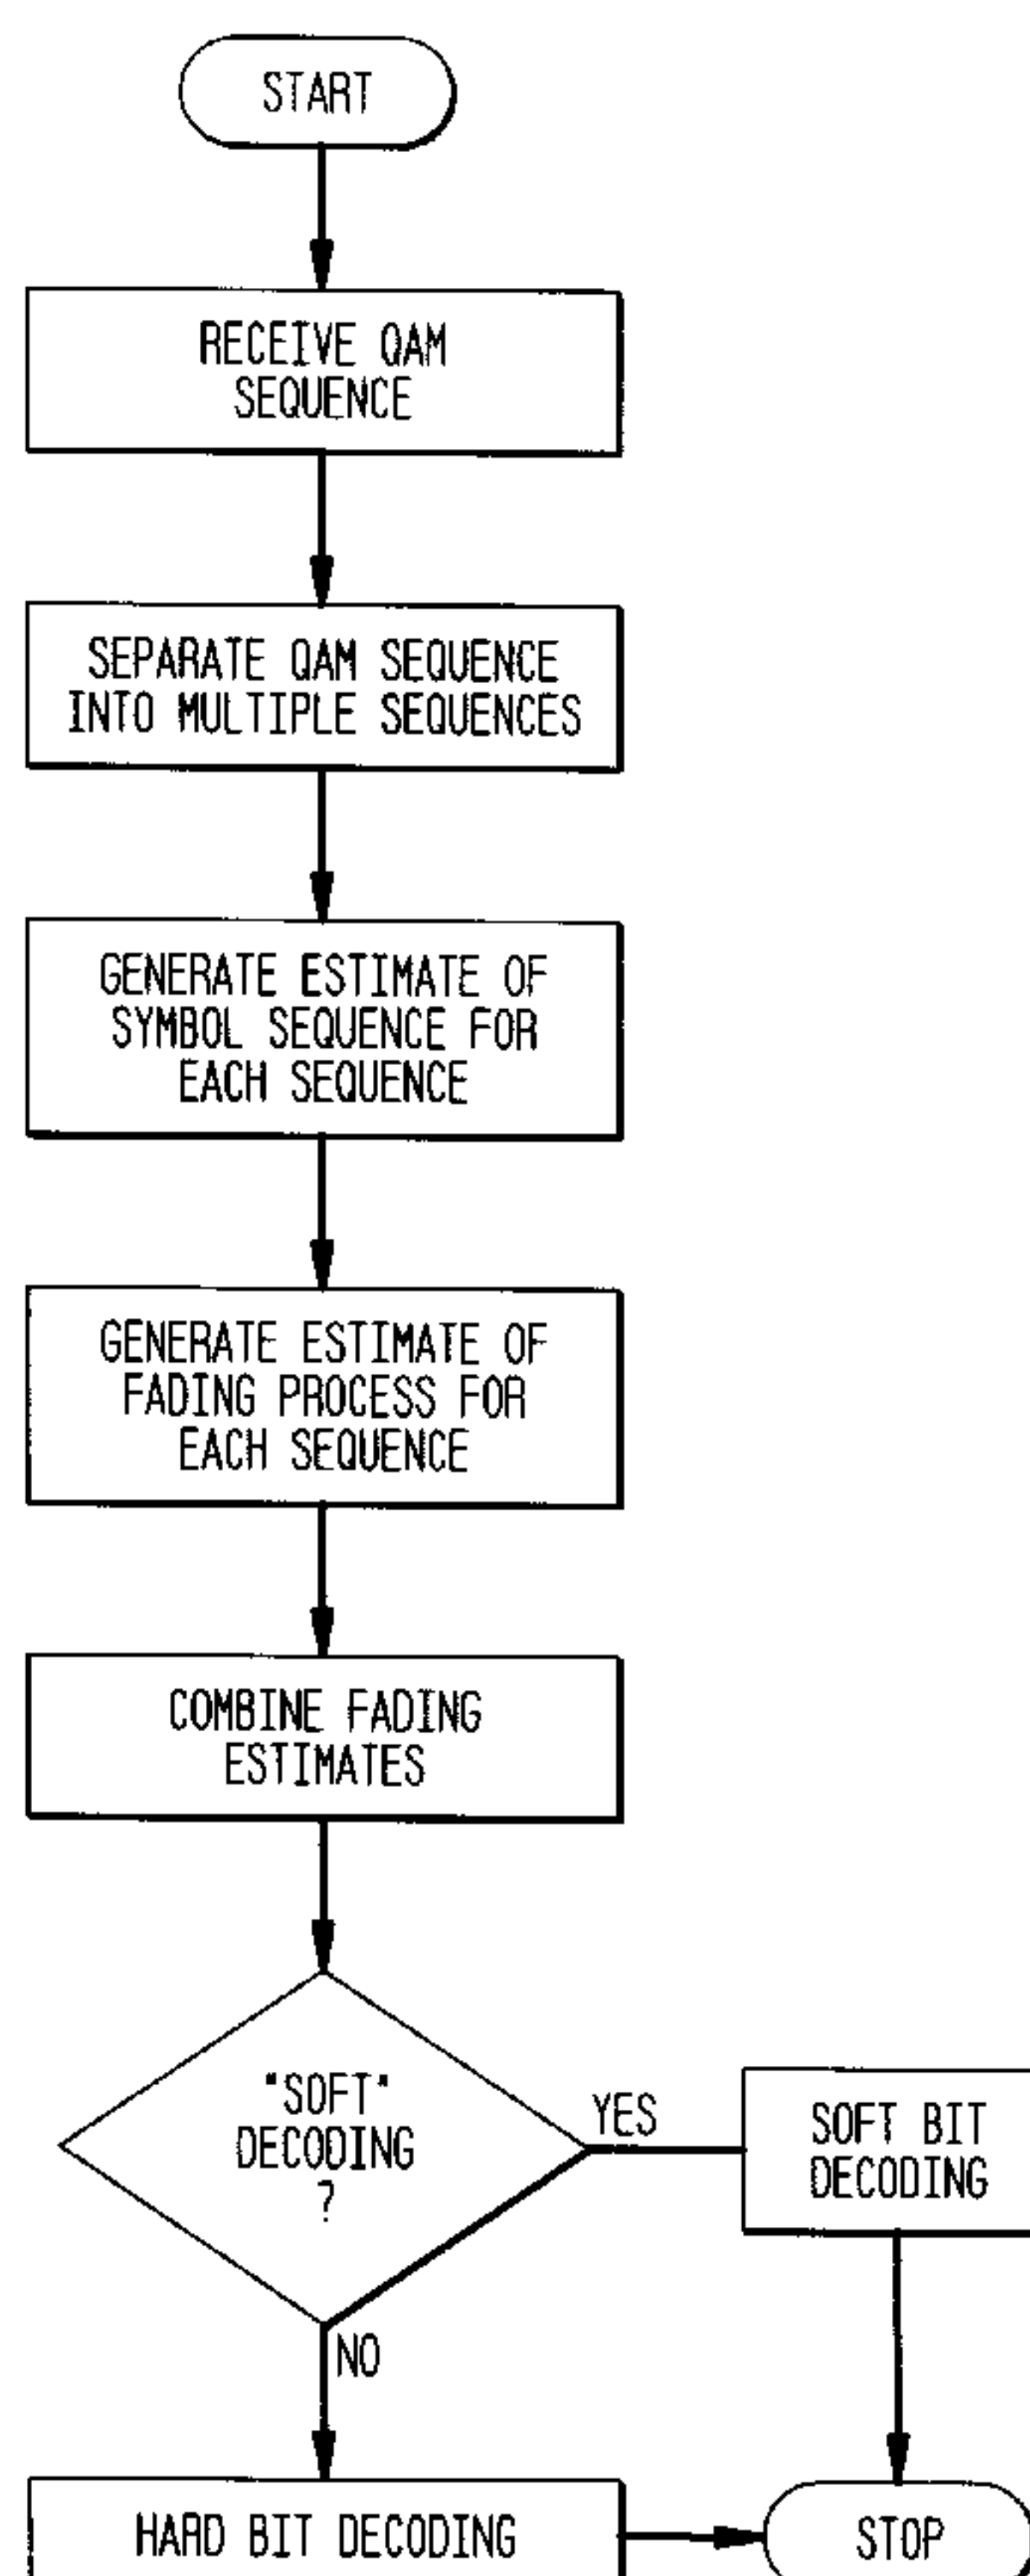 START
RECEIVE QAM
SEQUENCE
SEPARATE QAM SEQUENCE
INTO MULTIPLE SEQUENCES
GENERATE ESTIMATE OF
SYMBOL SEQUENCE FOR
EACH SEQUENCE
GENERATE ESTIMATE OF
FADING PROCESS FOR
EACH SEQUENCE
COMBINE FADING
ESTIMATES
"SOFT"
DECODING
?
YES
SOFT BIT
DECODING
NO
HARD BIT DECODING
STOP